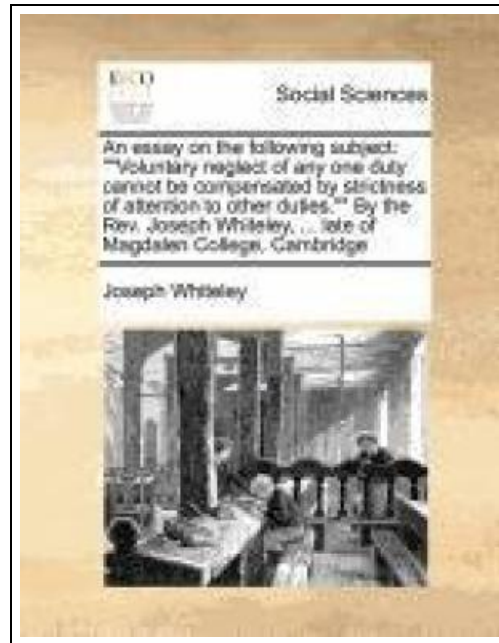 ECCO
Social Sciences
An essay on the following subject:
""Voluntary neglect of any one duty
cannot be compensated by strictness
of attention to other duties."" By the
Rev. Joseph Whiteley, ... late of
Magdalen College, Cambridge
Joseph Whiteley